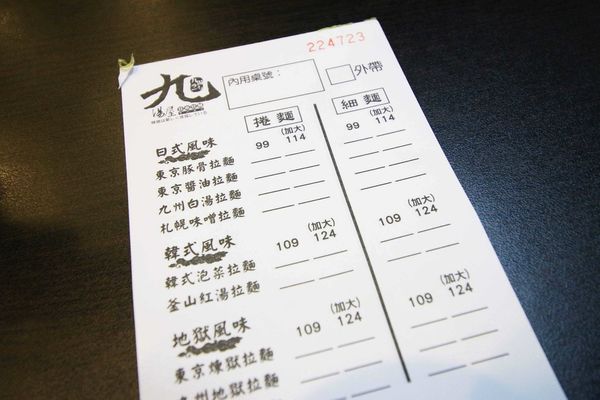 224723
九
湯屋
內用桌號：
外帶
捲麵
細麵
日式風味 99 (加大) 114 99 (加大) 114
東京豚骨拉麵
東京醬油拉麵
九州白湯拉麵
札幌味噌拉麵
韓式風味 109 (加大) 124 109 (加大) 124
韓式泡菜拉麵
釜山紅湯拉麵
地獄風味 109 (加大) 124 109 (加大) 124
東京煉獄拉麵
九州地獄拉麵